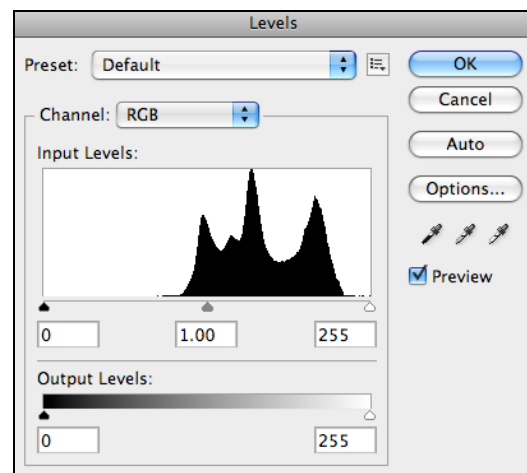 Levels
Preset: Default
OK
Cancel
Channel: RGB
Auto
Input Levels:
Options...
Preview
0 1.00 255
Output Levels:
0 255